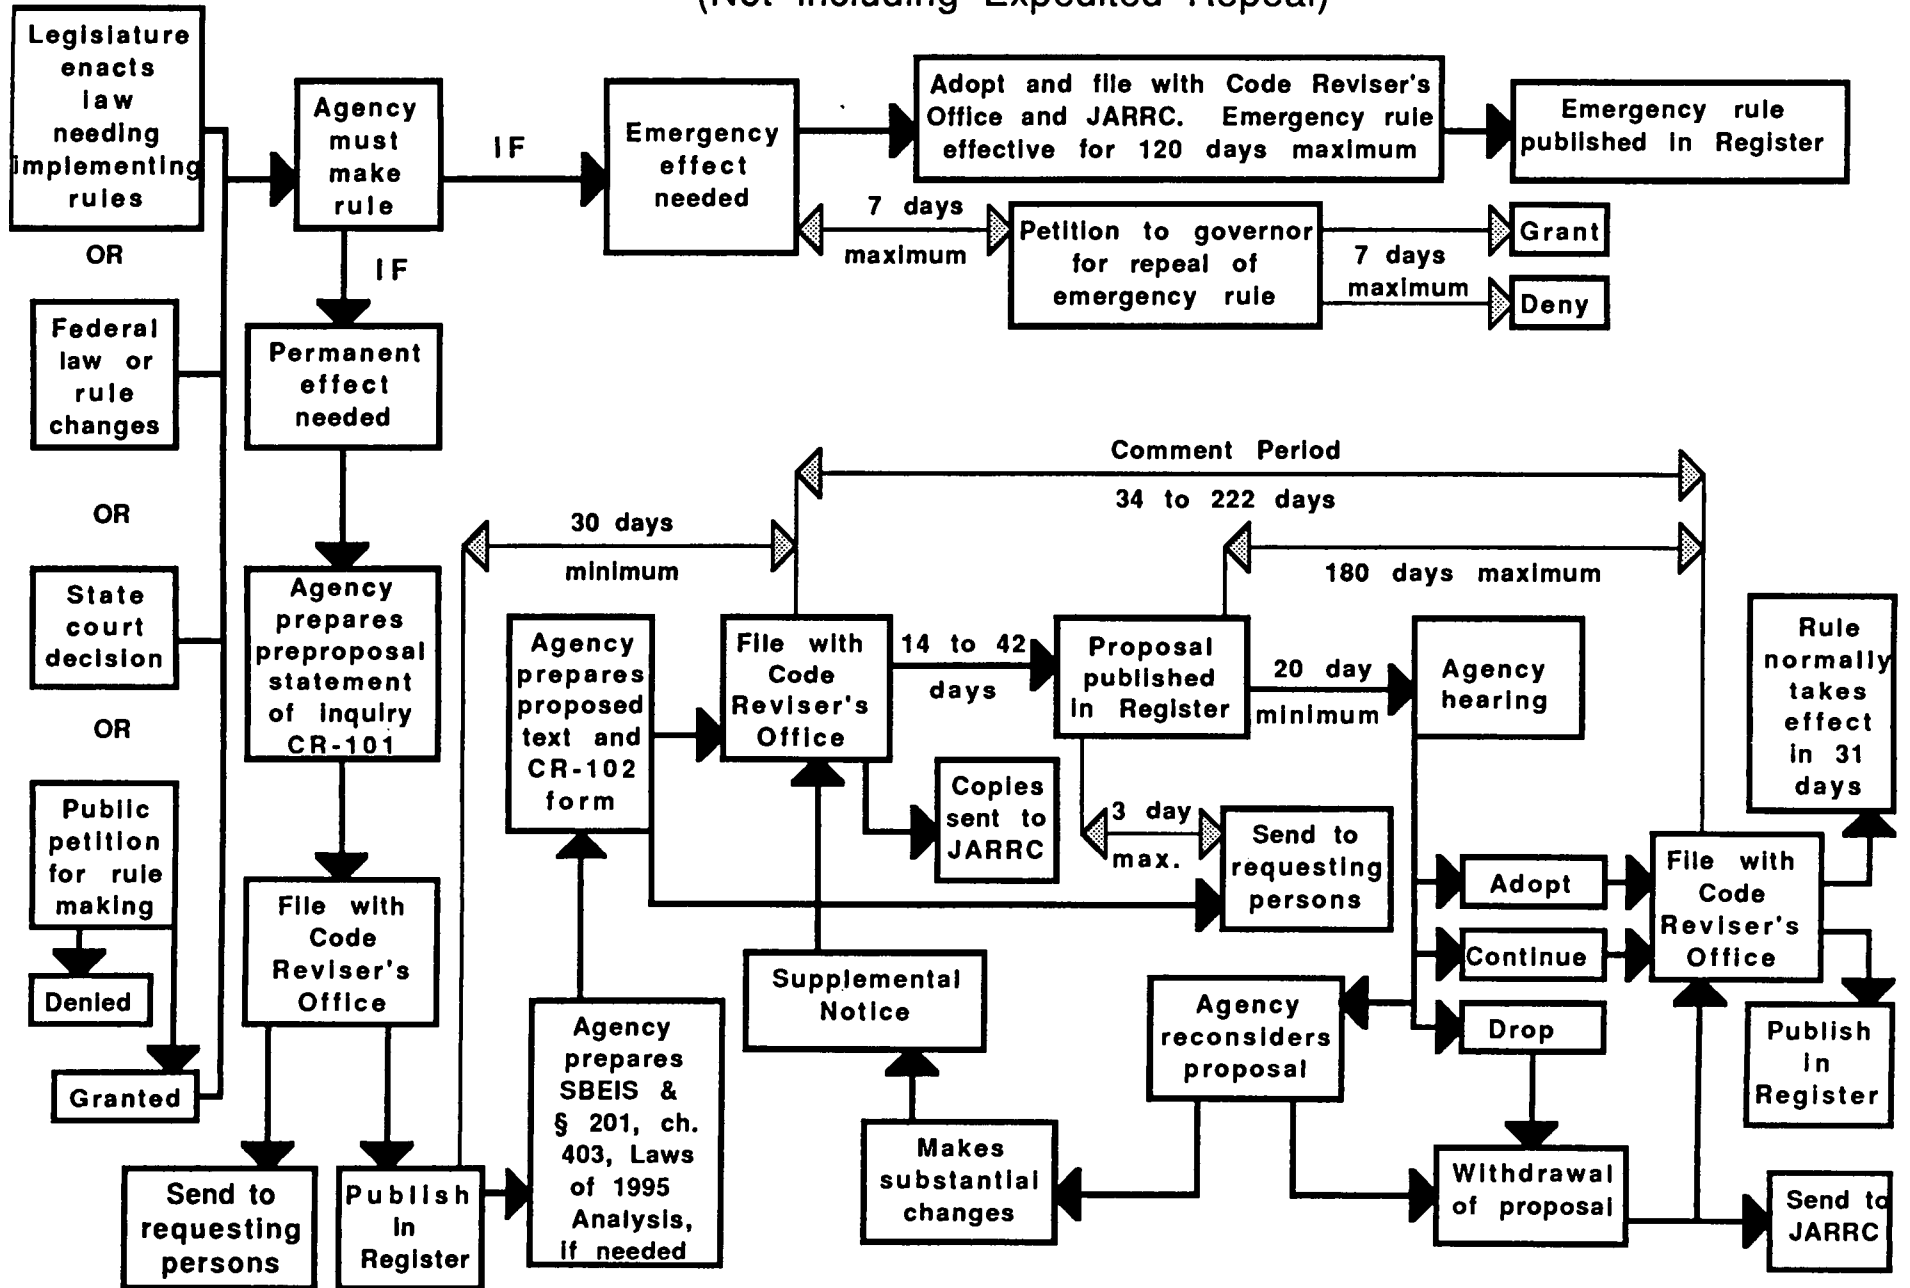 (Not Including Expedited Repeal)
Legislature
enacts
law
needing
implementing
rules
OR
Federal
law or
rule
changes
OR
State
court
decision
OR
Public
petition
for rule
making
Denied
Granted
Agency
must
make
rule
IF
IF
Emergency
effect
needed
Adopt and file with Code Reviser's
Office and JARRC. Emergency rule
effective for 120 days maximum
Emergency rule
published in Register
7 days
maximum
Petition to governor
for repeal of
emergency rule
7 days
maximum
Grant
Deny
Permanent
effect
needed
Agency
prepares
preproposal
statement
of inquiry
CR-101
File with
Code
Reviser's
Office
Send to
requesting
persons
Publish
in
Register
30 days
minimum
Agency
prepares
SBEIS &
§ 201, ch.
403, Laws
of 1995
Analysis,
if needed
Agency
prepares
proposed
text and
CR-102
form
File with
Code
Reviser's
Office
Comment Period
34 to 222 days
180 days maximum
14 to 42
days
Copies
sent to
JARRC
Proposal
published
in Register
20 day
minimum
3 day
max.
Send to
requesting
persons
Agency
hearing
Adopt
Continue
Drop
Supplemental
Notice
Agency
reconsiders
proposal
Makes
substantial
changes
Withdrawal
of proposal
File with
Code
Reviser's
Office
Rule
normally
takes
effect
in 31
days
Publish
in
Register
Send to
JARRC